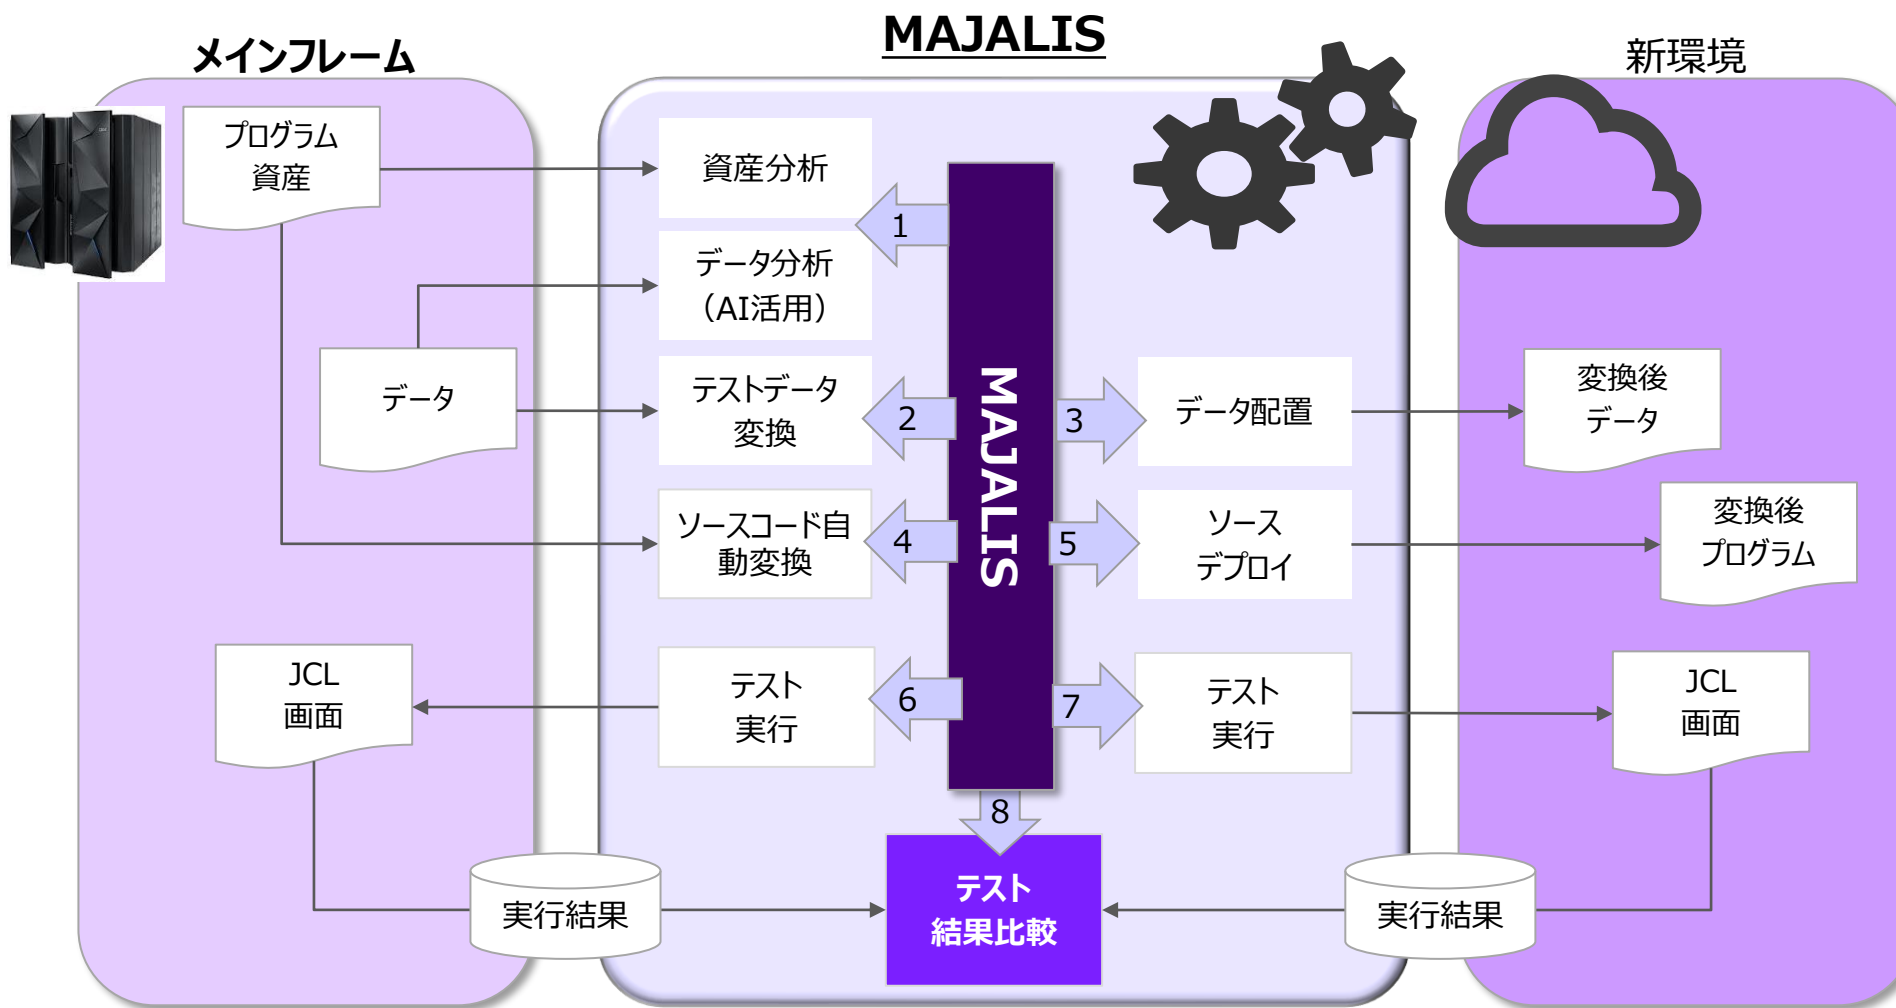 MAJALIS
メインフレーム
新環境
プログラム
資産
資産分析
1
データ分析
（AI活用）
データ
テストデータ
変換
2
MAJALIS
3
データ配置
変換後
データ
ソースコード自
動変換
4
5
ソース
デプロイ
変換後
プログラム
JCL
画面
テスト
実行
6
7
テスト
実行
JCL
画面
8
実行結果
テスト
結果比較
実行結果